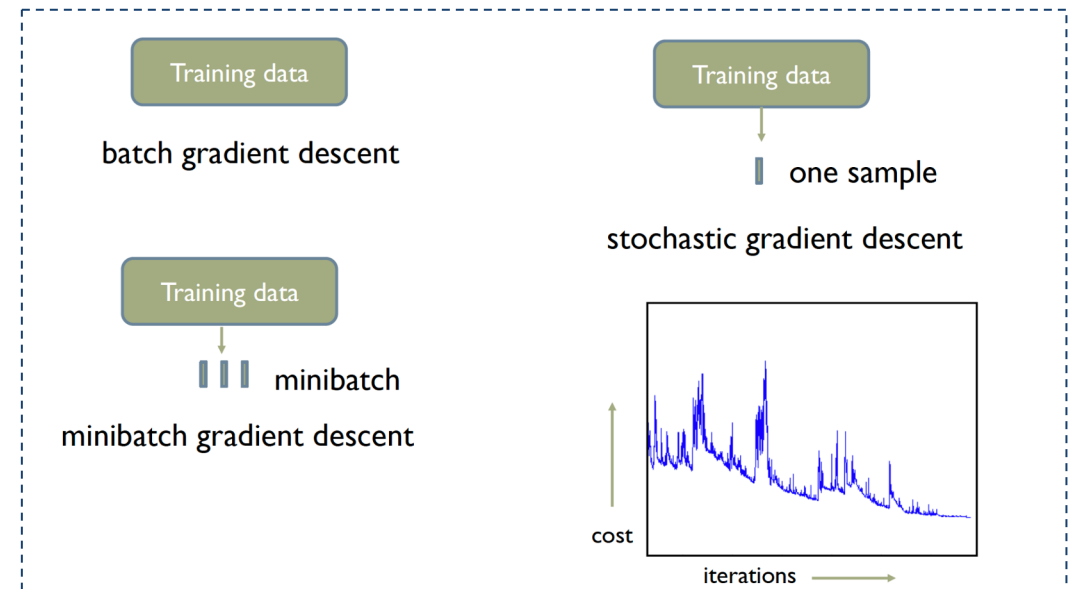 Training data
batch gradient descent
Training data
one sample
stochastic gradient descent
Training data
minibatch
minibatch gradient descent
cost
iterations